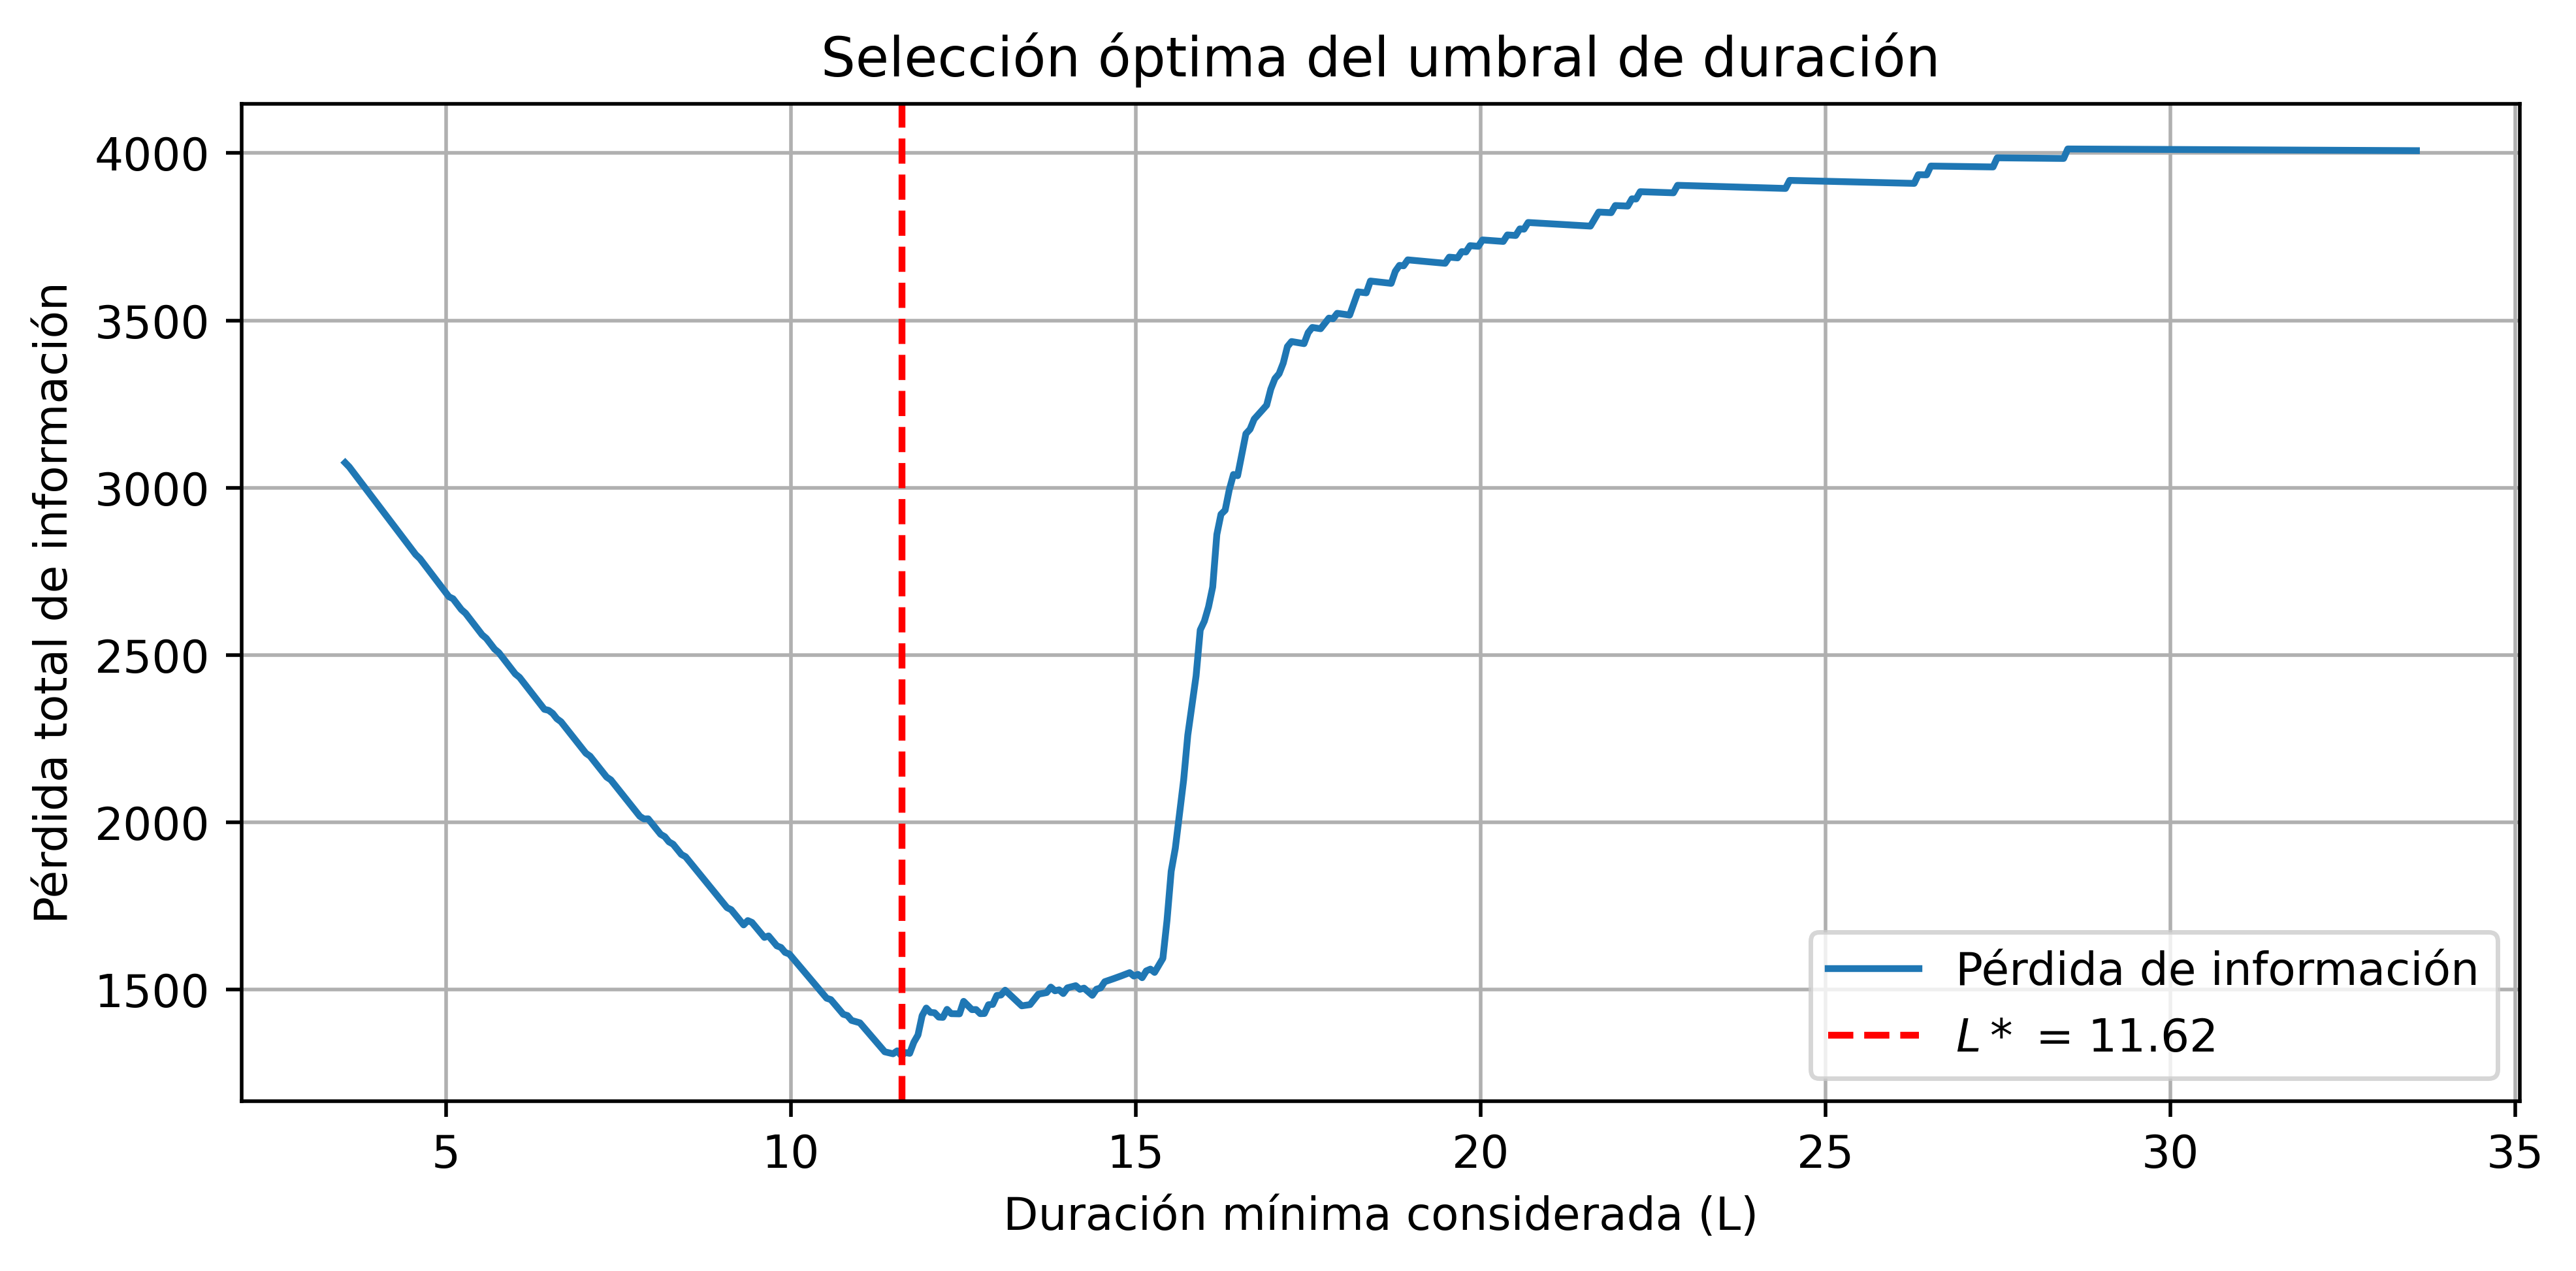 Selección óptima del umbral de duración
Pérdida total de información
4000
3500
3000
2500
2000
1500
5 10 15 20 25 30 35
Duración mínima considerada (L)
Pérdida de información
L * = 11.62